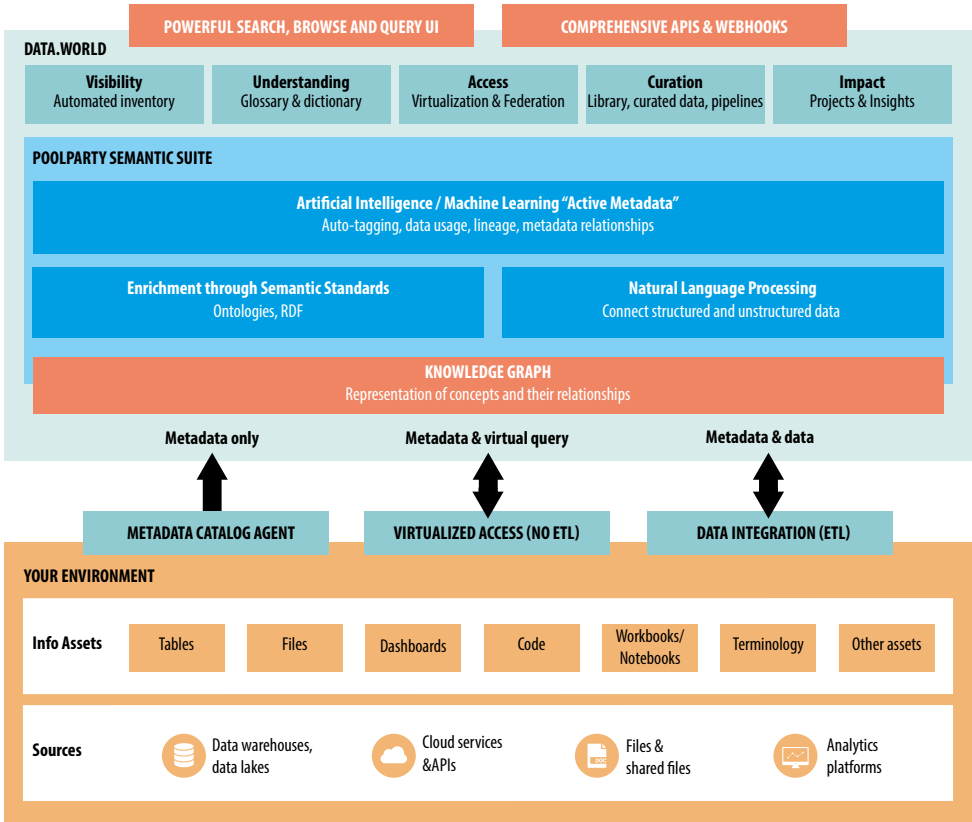 POWERFUL SEARCH, BROWSE AND QUERY UI
COMPREHENSIVE APIS & WEBHOOKS
DATA.WORLD
Visibility
Automated inventory
Understanding
Glossary & dictionary
Access
Virtualization & Federation
Curation
Library, curated data, pipelines
Impact
Projects & Insights
POOLPARTY SEMANTIC SUITE
Artificial Intelligence / Machine Learning “Active Metadata”
Auto-tagging, data usage, lineage, metadata relationships
Enrichment through Semantic Standards
Ontologies, RDF
Natural Language Processing
Connect structured and unstructured data
KNOWLEDGE GRAPH
Representation of concepts and their relationships
Metadata only
Metadata & virtual query
Metadata & data
METADATA CATALOG AGENT
VIRTUALIZED ACCESS (NO ETL)
DATA INTEGRATION (ETL)
YOUR ENVIRONMENT
Info Assets
Tables
Files
Dashboards
Code
Workbooks/
Notebooks
Terminology
Other assets
Sources
Data warehouses,
data lakes
Cloud services
&APIs
DOC
Files &
shared files
Analytics
platforms